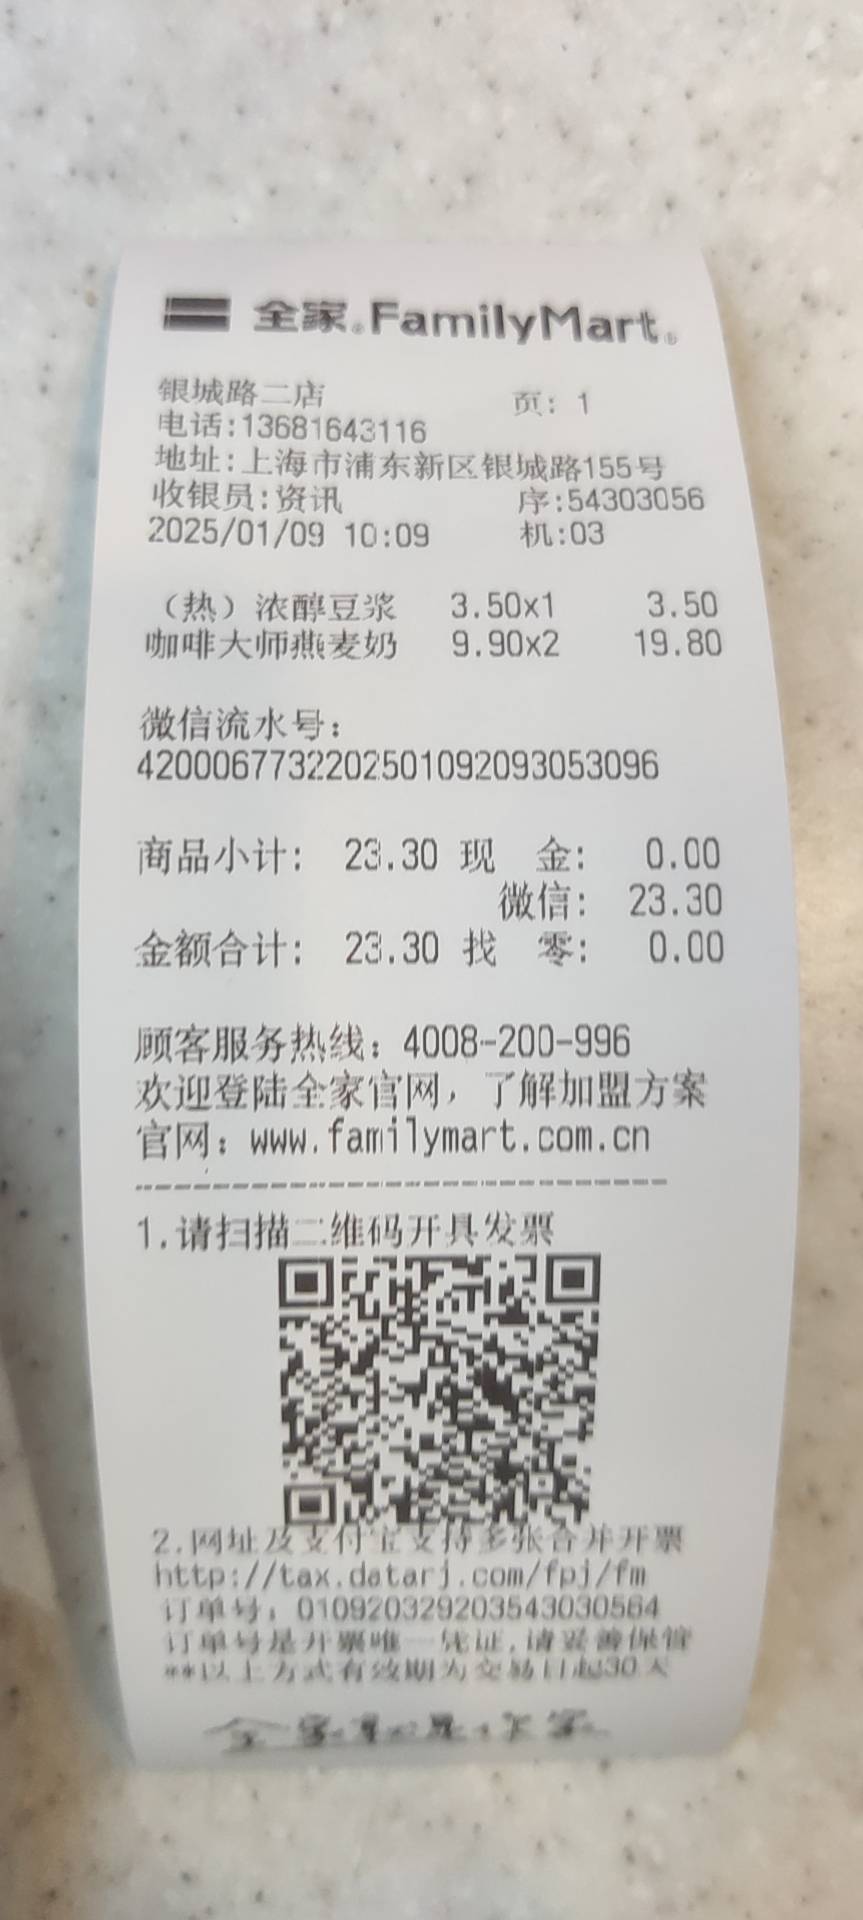 全家®FamilyMart®
银城路二店 页: 1
电话:13681643116
地址:上海市浦东新区银城路155号
收银员:资讯 序:54303056
2025/01/09 10:09 机:03
（热）浓醇豆浆 3.50x1 3.50
咖啡大师燕麦奶 9.90x2 19.80
微信流水号:
4200067732202501092093053096
商品小计: 23.30 现 金: 0.00
微信: 23.30
金额合计: 23.30 找 零: 0.00
顾客服务热线: 4008-200-996
欢迎登陆全家官网, 了解加盟方案
官网: www.familymart.com.cn
--------------------------------
1.请扫描二维码开具发票
2.网址及支付宝支持多张合并开票
http://tax.datarj.com/fpj/fm
订单号: 010920329203543030564
订单号是开票唯一凭证,请妥善保管
**以上方式有效期为交易日起30天
全家就是你家